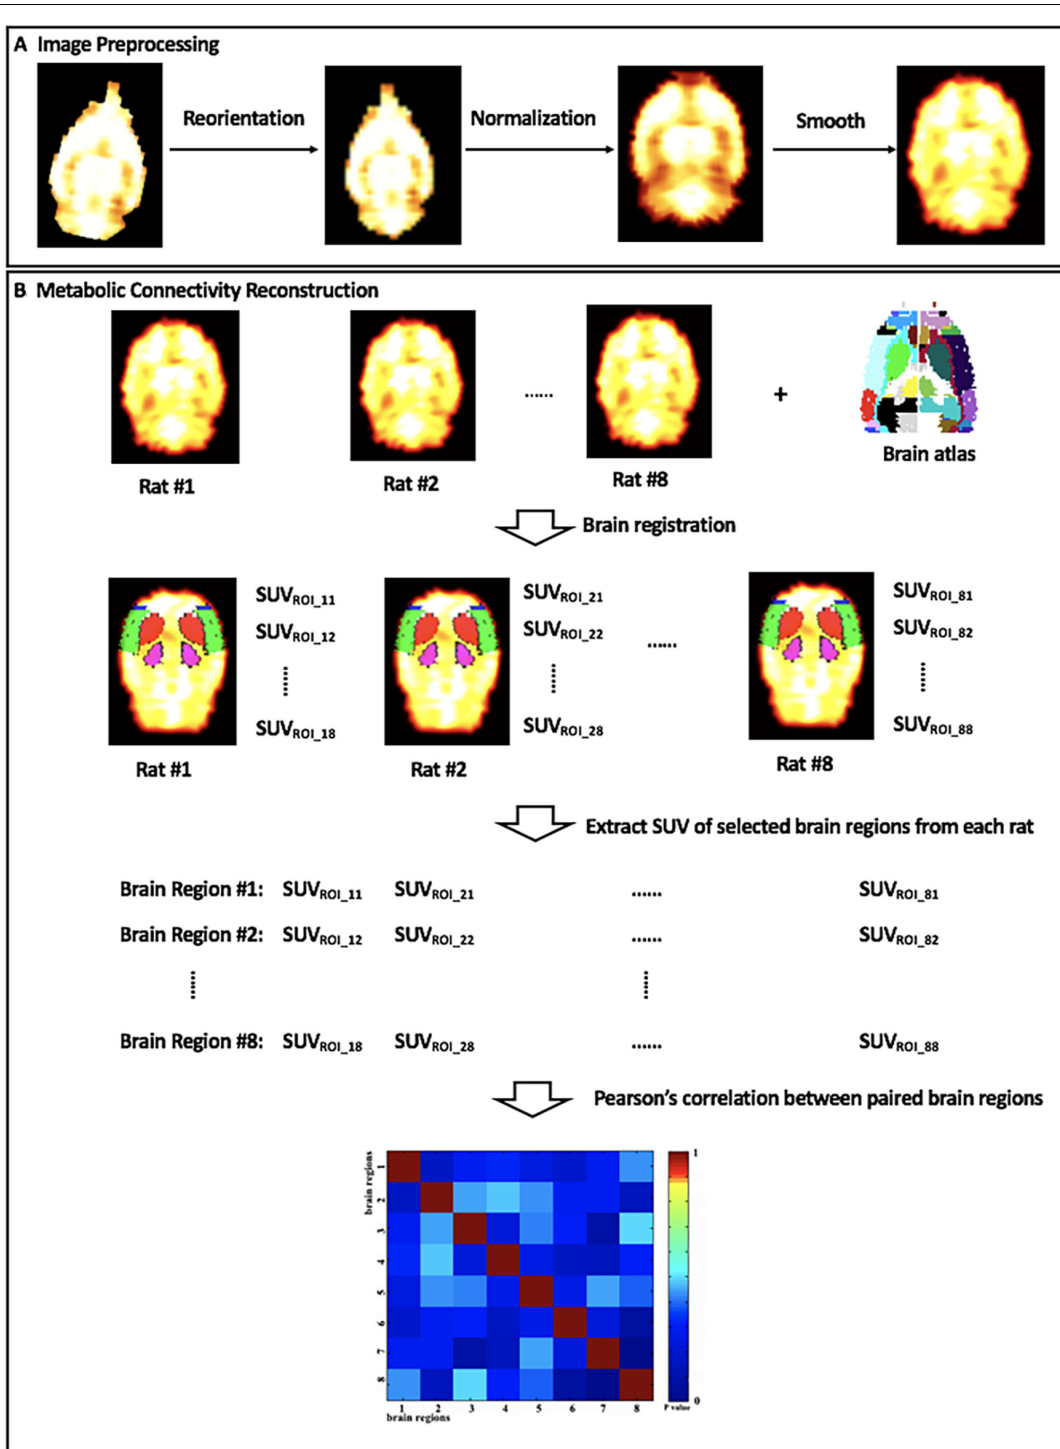 A Image Preprocessing
Reorientation
Normalization
Smooth
B Metabolic Connectivity Reconstruction
......
+
Rat #1
Rat #2
Rat #8
Brain atlas
Brain registration
SUVROI_11
SUVROI_12
SUVROI_18
SUVROI_21
SUVROI_22
SUVROI_28
......
SUVROI_81
SUVROI_82
SUVROI_88
Rat #1
Rat #2
Rat #8
Extract SUV of selected brain regions from each rat
Brain Region #1: SUVROI_11 SUVROI_21 ...... SUVROI_81
Brain Region #2: SUVROI_12 SUVROI_22 ...... SUVROI_82
Brain Region #8: SUVROI_18 SUVROI_28 ...... SUVROI_88
Pearson's correlation between paired brain regions
brain regions
1
2
3
4
5
6
7
8
1 2 3 4 5 6 7 8
brain regions
1
0
P value